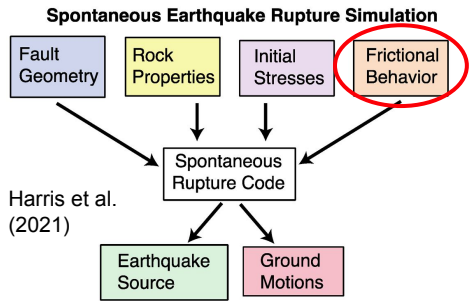 Spontaneous Earthquake Rupture Simulation
Fault
Geometry
Rock
Properties
Initial
Stresses
Frictional
Behavior
Spontaneous
Rupture Code
Harris et al.
(2021)
Earthquake
Source
Ground
Motions